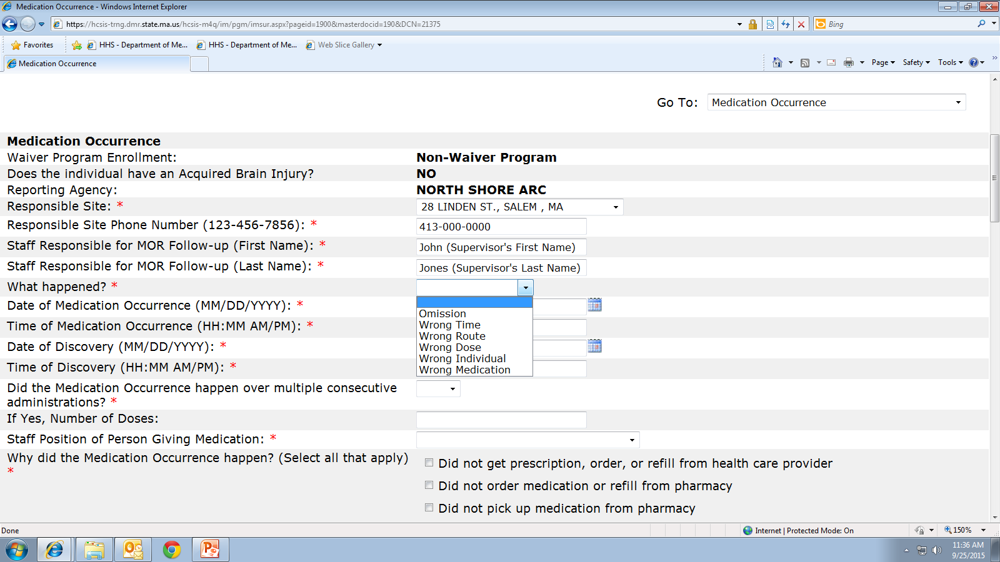 Medication Occurrence - Windows Internet Explorer
https://hcsis-trng.dmr.state.ma.us/hcsis-m4q/im/pgm/imsur.aspx?pageid=1900&masterdocid=190&DCN=21375
Bing
Favorites
HHS - Department of Me...
HHS - Department of Me...
Web Slice Gallery
Medication Occurrence
Page
Safety
Tools
Go To:
Medication Occurrence
Medication Occurrence
Waiver Program Enrollment: Non-Waiver Program
Does the individual have an Acquired Brain Injury? NO
Reporting Agency: NORTH SHORE ARC
Responsible Site: * 28 LINDEN ST., SALEM , MA
Responsible Site Phone Number (123-456-7856): * 413-000-0000
Staff Responsible for MOR Follow-up (First Name): * John (Supervisor's First Name)
Staff Responsible for MOR Follow-up (Last Name): * Jones (Supervisor's Last Name)
What happened? *
Omission
Wrong Time
Wrong Route
Wrong Dose
Wrong Individual
Wrong Medication
Date of Medication Occurrence (MM/DD/YYYY): *
Time of Medication Occurrence (HH:MM AM/PM): *
Date of Discovery (MM/DD/YYYY): *
Time of Discovery (HH:MM AM/PM): *
Did the Medication Occurrence happen over multiple consecutive
administrations? *
If Yes, Number of Doses:
Staff Position of Person Giving Medication: *
Why did the Medication Occurrence happen? (Select all that apply)
*
Did not get prescription, order, or refill from health care provider
Did not order medication or refill from pharmacy
Did not pick up medication from pharmacy
Done
Internet | Protected Mode: On
150%
11:36 AM
9/25/2015